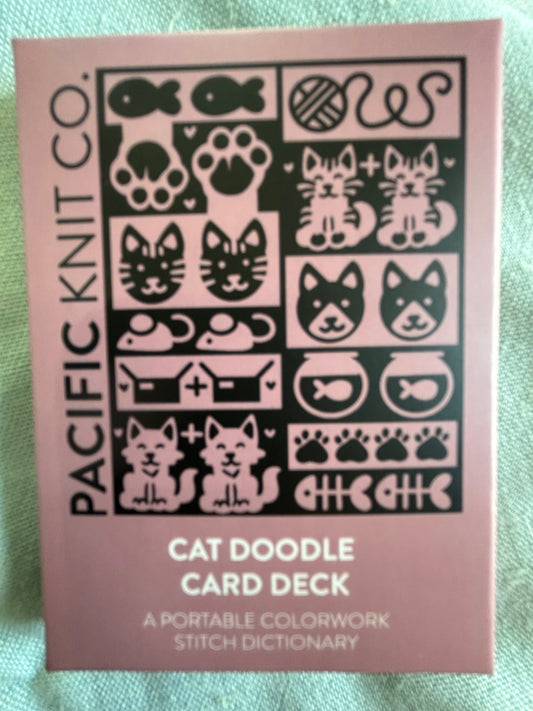 PACIFIC KNIT CO.
CAT DOODLE
CARD DECK
A PORTABLE COLORWORK
STITCH DICTIONARY